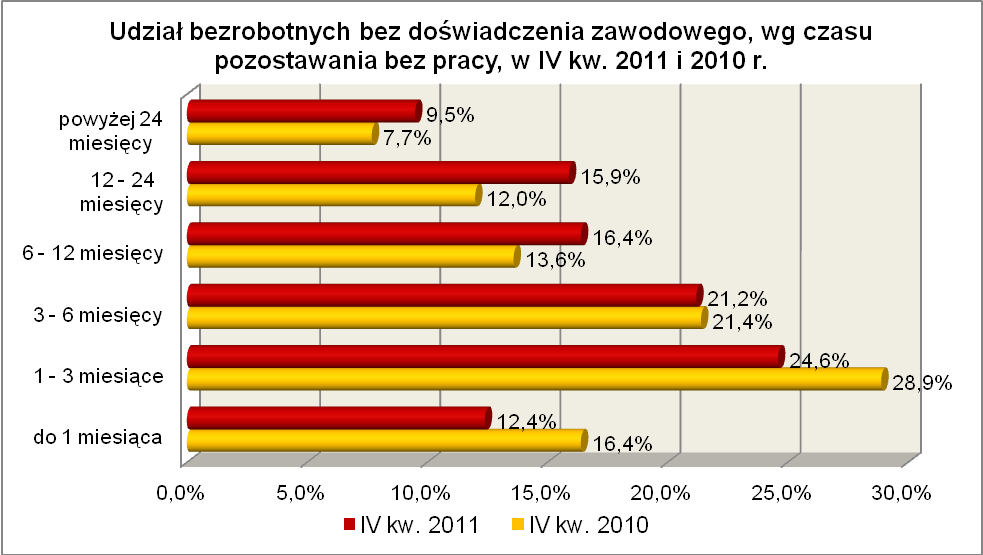 Udział bezrobotnych bez doświadczenia zawodowego, wg czasu
pozostawania bez pracy, w IV kw. 2011 i 2010 r.
powyżej 24
miesięcy
9,5%
7,7%
12 - 24
miesięcy
15,9%
12,0%
6 - 12 miesięcy
16,4%
13,6%
3 - 6 miesięcy
21,2%
21,4%
1 - 3 miesiące
24,6%
28,9%
do 1 miesiąca
12,4%
16,4%
0,0% 5,0% 10,0% 15,0% 20,0% 25,0% 30,0%
IV kw. 2011 IV kw. 2010